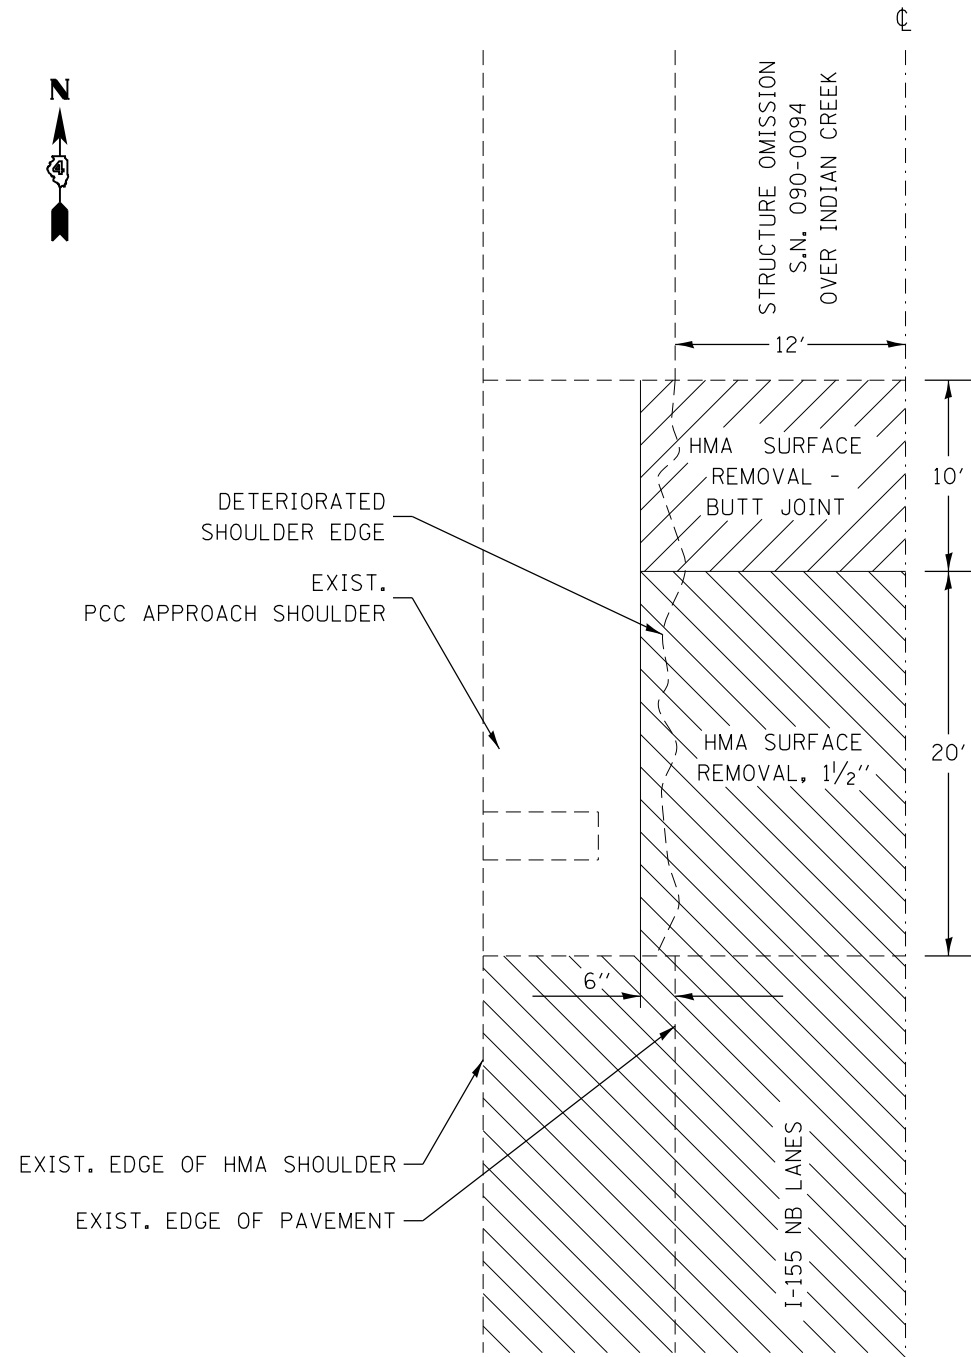 ℄
N
4
STRUCTURE OMISSION
S.N. 090-0094
OVER INDIAN CREEK
12'
HMA SURFACE
REMOVAL -
BUTT JOINT
10'
DETERIORATED
SHOULDER EDGE
EXIST.
PCC APPROACH SHOULDER
HMA SURFACE
REMOVAL, 1 1/2''
20'
6''
EXIST. EDGE OF HMA SHOULDER
EXIST. EDGE OF PAVEMENT
I-155 NB LANES